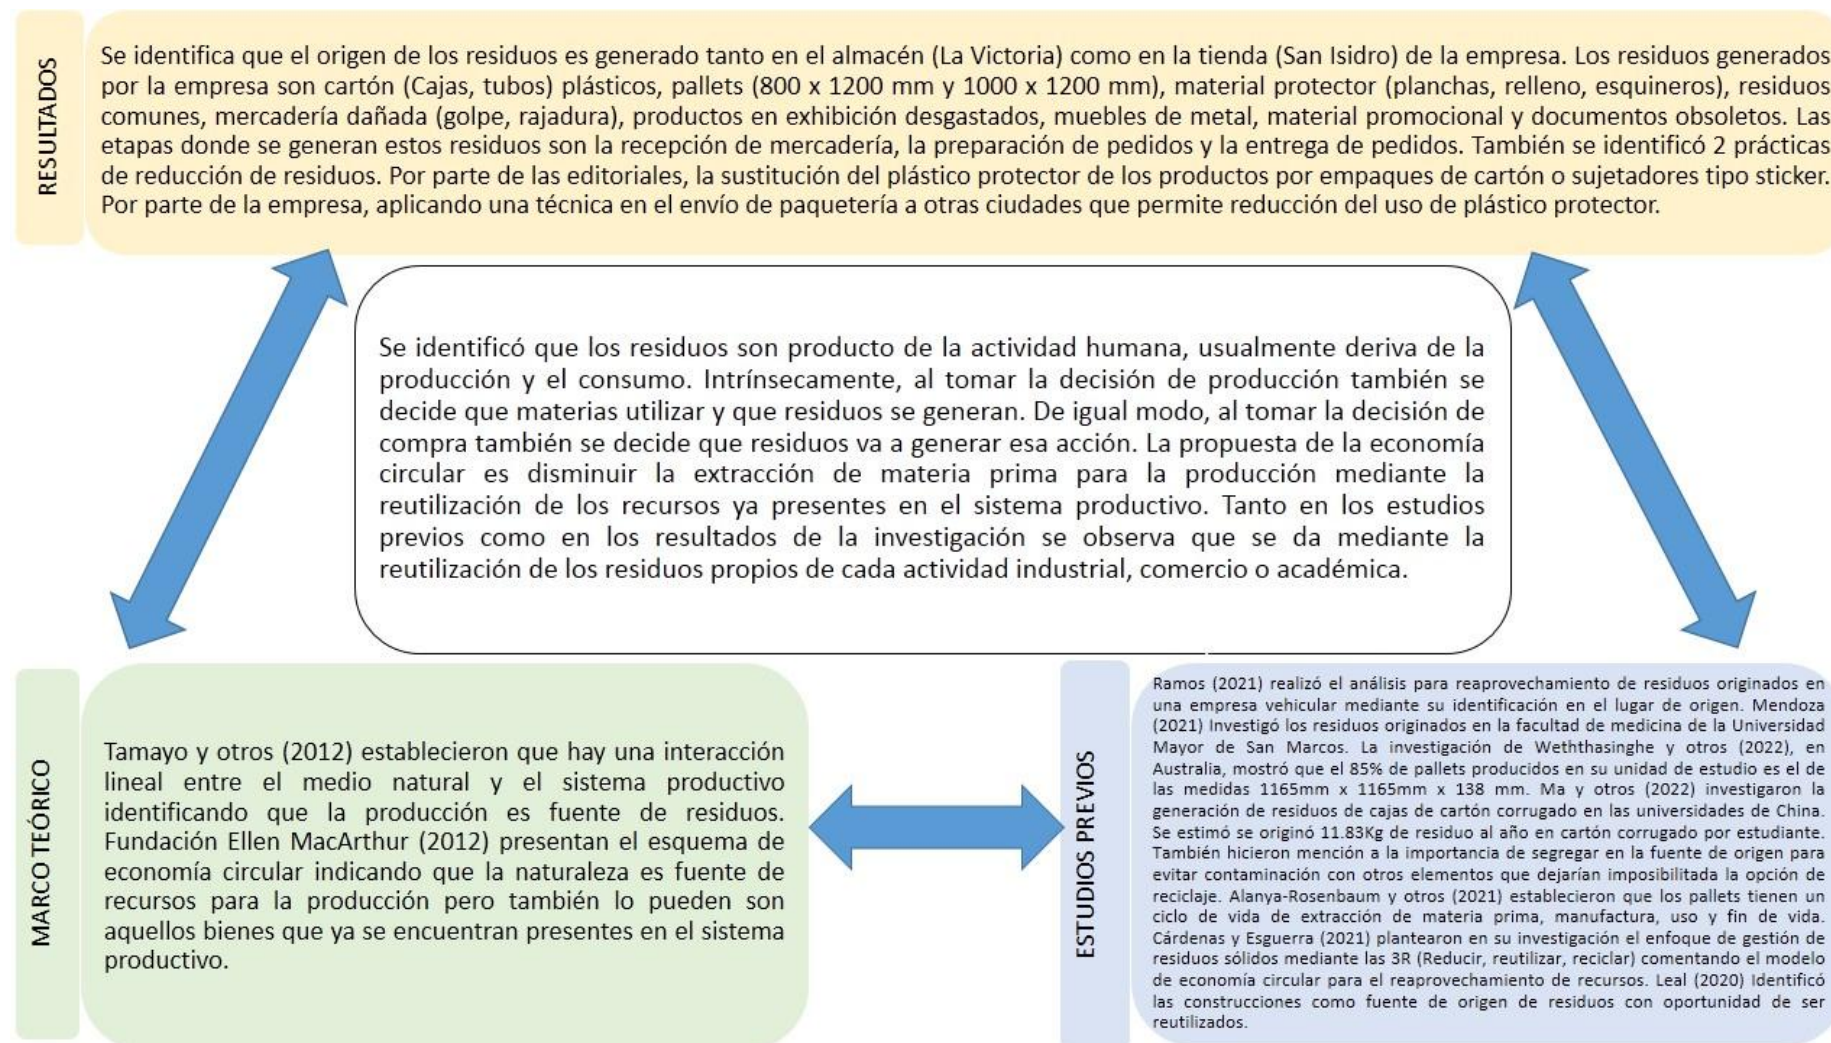 RESULTADOS
Se identifica que el origen de los residuos es generado tanto en el almacén (La Victoria) como en la tienda (San Isidro) de la empresa. Los residuos generados
por la empresa son cartón (Cajas, tubos) plásticos, pallets (800 x 1200 mm y 1000 x 1200 mm), material protector (planchas, relleno, esquineros), residuos
comunes, mercadería dañada (golpe, rajadura), productos en exhibición desgastados, muebles de metal, material promocional y documentos obsoletos. Las
etapas donde se generan estos residuos son la recepción de mercadería, la preparación de pedidos y la entrega de pedidos. También se identificó 2 prácticas
de reducción de residuos. Por parte de las editoriales, la sustitución del plástico protector de los productos por empaques de cartón o sujetadores tipo sticker.
Por parte de la empresa, aplicando una técnica en el envío de paquetería a otras ciudades que permite reducción del uso de plástico protector.
Se identificó que los residuos son producto de la actividad humana, usualmente deriva de la
producción y el consumo. Intrínsecamente, al tomar la decisión de producción también se
decide que materias utilizar y que residuos se generan. De igual modo, al tomar la decisión de
compra también se decide que residuos va a generar esa acción. La propuesta de la economía
circular es disminuir la extracción de materia prima para la producción mediante la
reutilización de los recursos ya presentes en el sistema productivo. Tanto en los estudios
previos como en los resultados de la investigación se observa que se da mediante la
reutilización de los residuos propios de cada actividad industrial, comercio o académica.
MARCO TEÓRICO
Tamayo y otros (2012) establecieron que hay una interacción
lineal entre el medio natural y el sistema productivo
identificando que la producción es fuente de residuos.
Fundación Ellen MacArthur (2012) presentan el esquema de
economía circular indicando que la naturaleza es fuente de
recursos para la producción pero también lo pueden son
aquellos bienes que ya se encuentran presentes en el sistema
productivo.
ESTUDIOS PREVIOS
Ramos (2021) realizó el análisis para reaprovechamiento de residuos originados en
una empresa vehicular mediante su identificación en el lugar de origen. Mendoza
(2021) Investigó los residuos originados en la facultad de medicina de la Universidad
Mayor de San Marcos. La investigación de Weththasinghe y otros (2022), en
Australia, mostró que el 85% de pallets producidos en su unidad de estudio es el de
las medidas 1165mm x 1165mm x 138 mm. Ma y otros (2022) investigaron la
generación de residuos de cajas de cartón corrugado en las universidades de China.
Se estimó se originó 11.83Kg de residuo al año en cartón corrugado por estudiante.
También hicieron mención a la importancia de segregar en la fuente de origen para
evitar contaminación con otros elementos que dejarían imposibilitada la opción de
reciclaje. Alanya-Rosenbaum y otros (2021) establecieron que los pallets tienen un
ciclo de vida de extracción de materia prima, manufactura, uso y fin de vida.
Cárdenas y Esguerra (2021) plantearon en su investigación el enfoque de gestión de
residuos sólidos mediante las 3R (Reducir, reutilizar, reciclar) comentando el modelo
de economía circular para el reaprovechamiento de recursos. Leal (2020) Identificó
las construcciones como fuente de origen de residuos con oportunidad de ser
reutilizados.